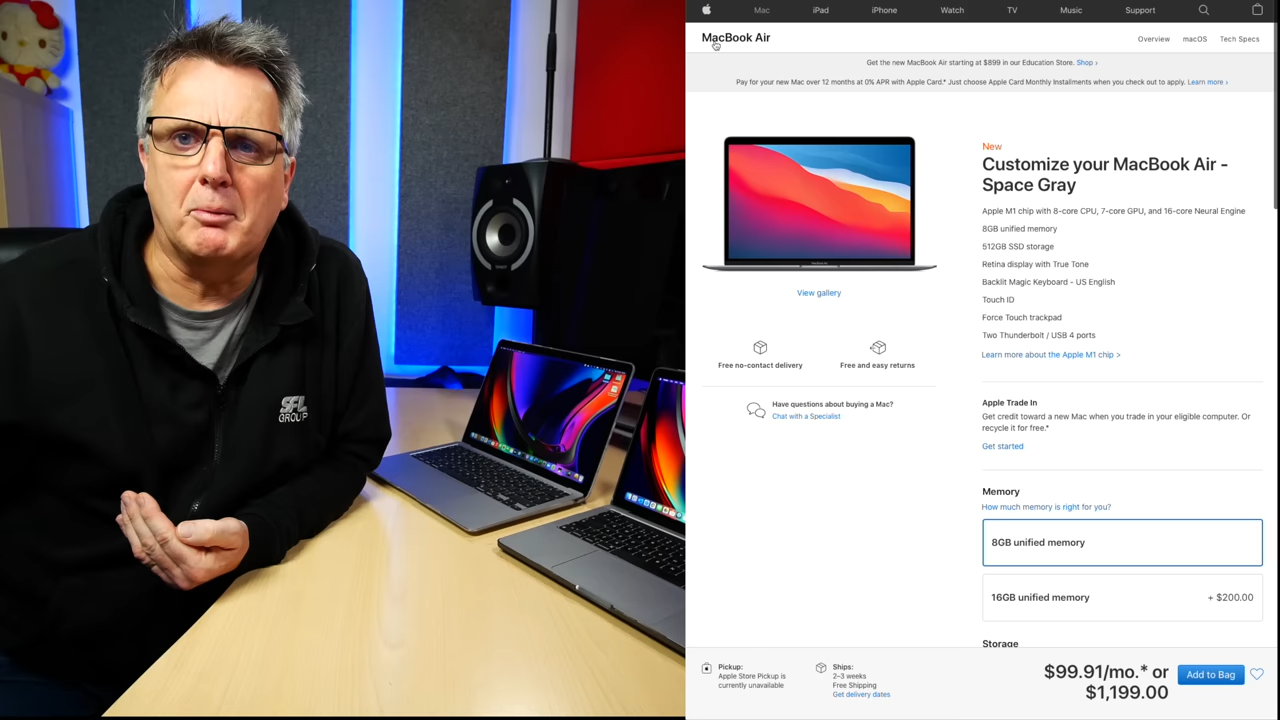 SFL
GROUP
Mac
iPad
iPhone
Watch
TV
Music
Support
MacBook Air
Overview
macOS
Tech Specs
Get the new MacBook Air starting at $899 in our Education Store. Shop ›
Pay for your new Mac over 12 months at 0% APR with Apple Card.* Just choose Apple Card Monthly Installments when you check out to apply. Learn more ›
View gallery
Free no-contact delivery
Free and easy returns
Have questions about buying a Mac?
Chat with a Specialist
New
Customize your MacBook Air -
Space Gray
Apple M1 chip with 8-core CPU, 7-core GPU, and 16-core Neural Engine
8GB unified memory
512GB SSD storage
Retina display with True Tone
Backlit Magic Keyboard - US English
Touch ID
Force Touch trackpad
Two Thunderbolt / USB 4 ports
Learn more about the Apple M1 chip >
Apple Trade In
Get credit toward a new Mac when you trade in your eligible computer. Or
recycle it for free.*
Get started
Memory
How much memory is right for you?
8GB unified memory
16GB unified memory
+ $200.00
Storage
Pickup:
Apple Store Pickup is
currently unavailable
Ships:
2–3 weeks
Free Shipping
Get delivery dates
$99.91/mo.* or
$1,199.00
Add to Bag